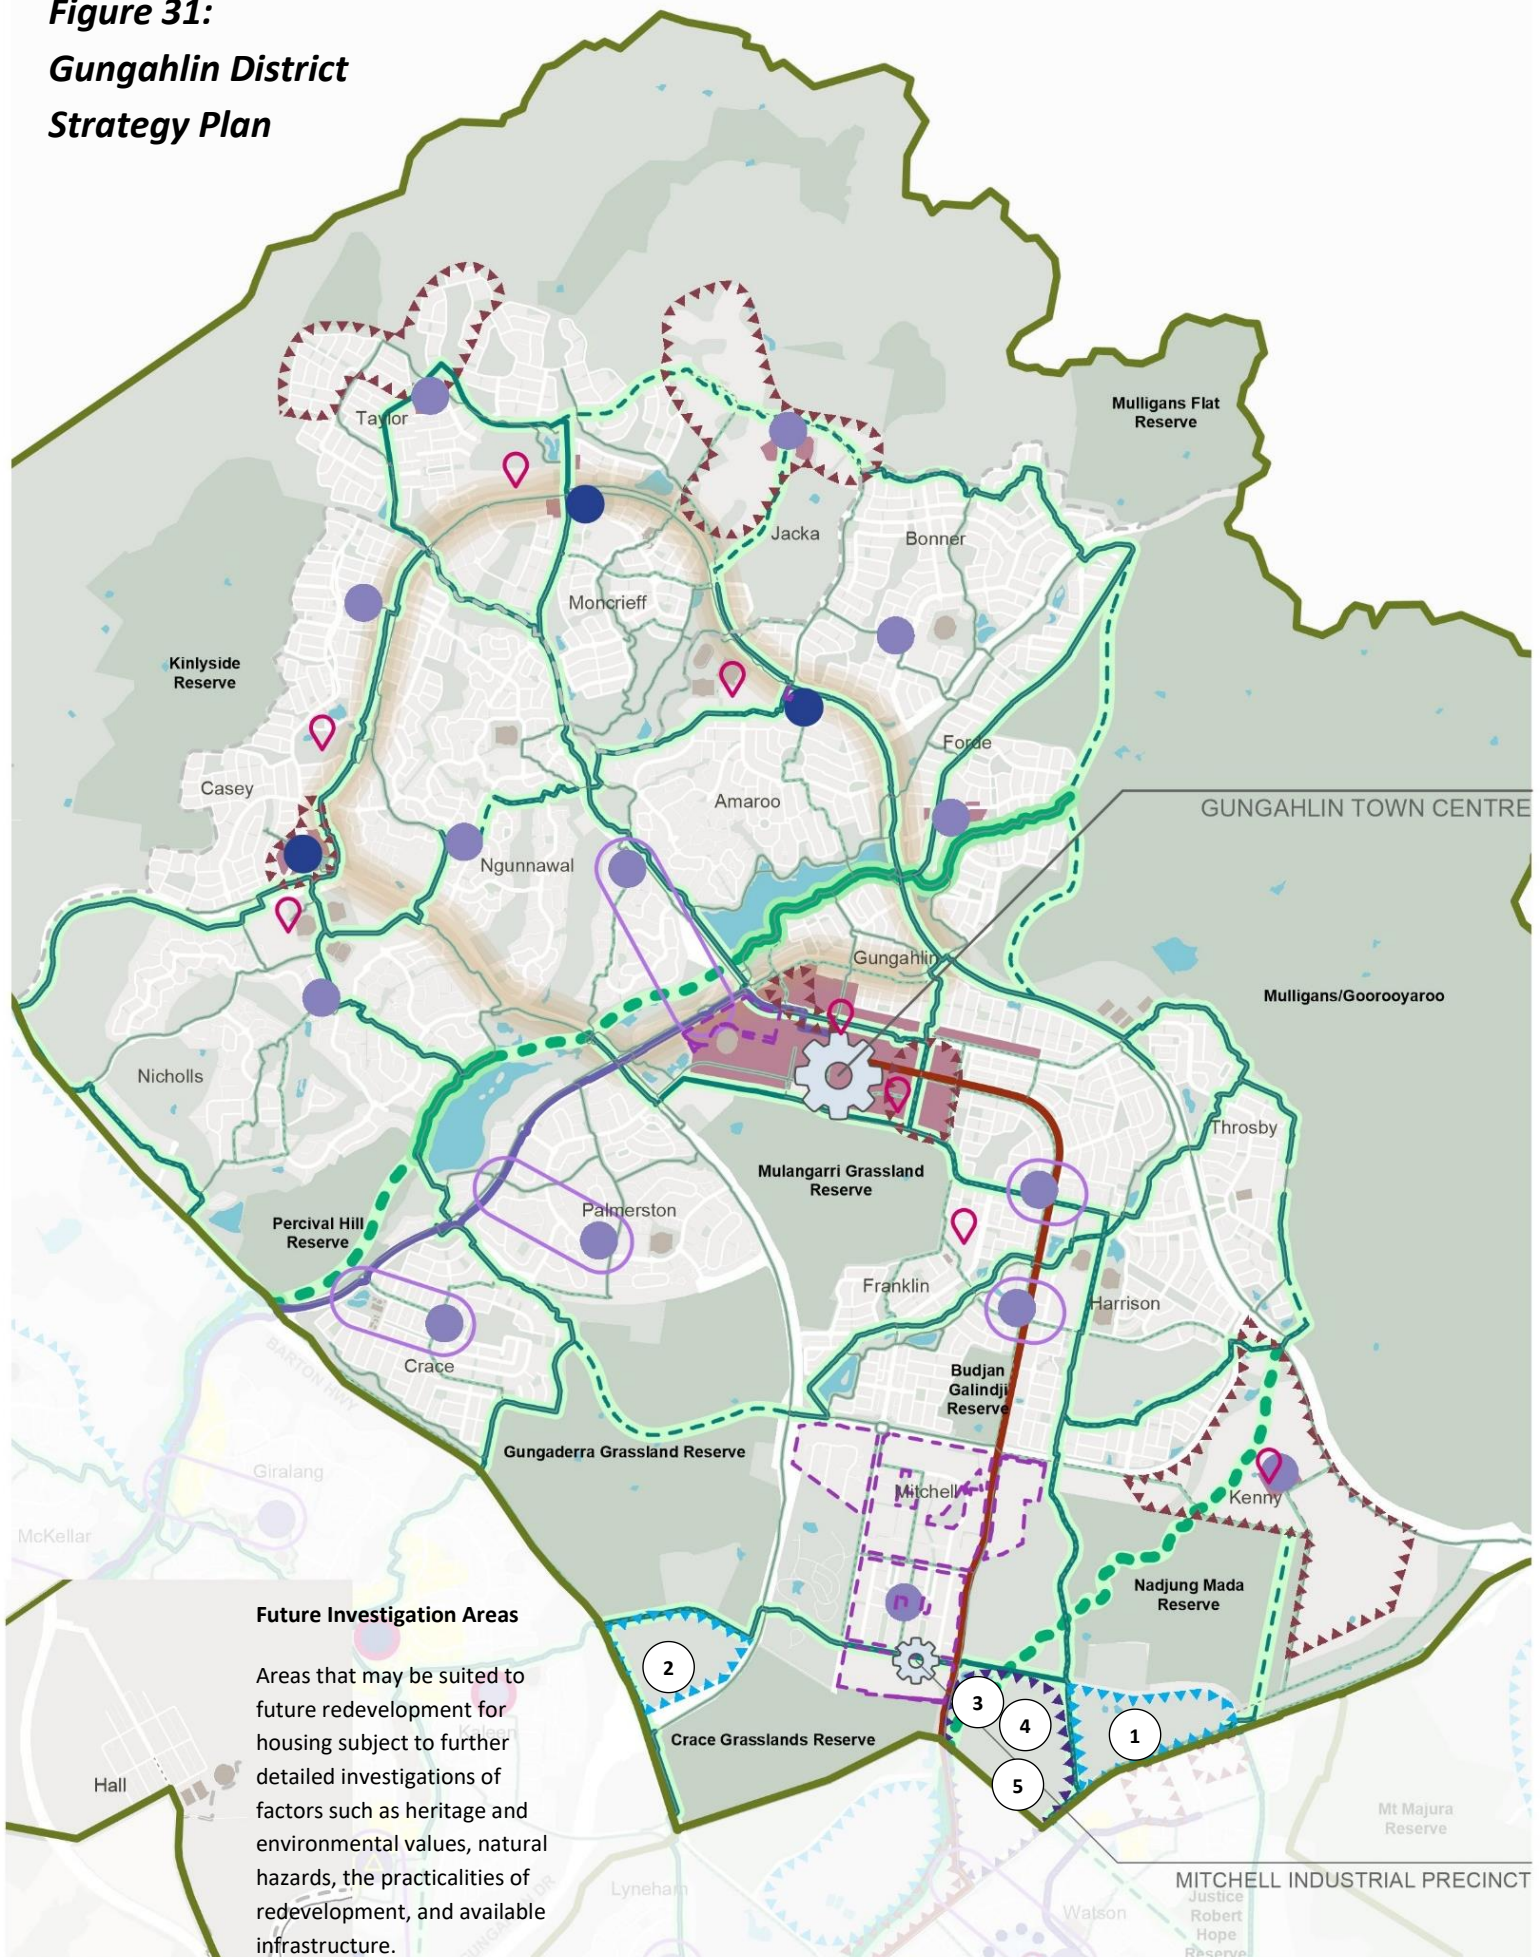 Figure 31:
Gungahlin District
Strategy Plan
Mulligans Flat
Reserve
Taylor
Jacka
Bonner
Moncrieff
Kinlyside
Reserve
Forde
Casey
Amaroo
GUNGAHLIN TOWN CENTRE
Ngunnawal
Gungahlin
Mulligans/Goorooyaroo
Nicholls
Throsby
Mulangarri Grassland
Reserve
Percival Hill
Reserve
Palmerston
Franklin
Harrison
BARTON HWY
Crace
Budjan
Galindji
Reserve
Gungaderra Grassland Reserve
Giralang
Mitchell
Kenny
McKellar
Nadjung Mada
Reserve
Future Investigation Areas
Areas that may be suited to
future redevelopment for
housing subject to further
detailed investigations of
factors such as heritage and
environmental values, natural
hazards, the practicalities of
redevelopment, and available
infrastructure.
2
3
4
1
5
Kaleen
Crace Grasslands Reserve
Hall
Mt Majura
Reserve
MITCHELL INDUSTRIAL PRECINCT
Lyneham
Watson
Justice
Robert
Hope
Reserve
GUNGAHLIN DR